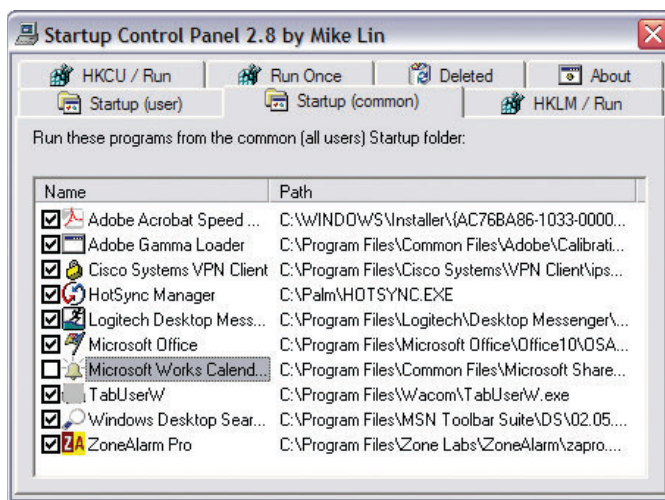 Startup Control Panel 2.8 by Mike Lin
HKCU / Run Run Once Deleted About
Startup (user) Startup (common) HKLM / Run
Run these programs from the common (all users) Startup folder:
Name Path
Adobe Acrobat Speed ... C:\WINDOWS\Installer\{AC76BA86-1033-0000...
Adobe Gamma Loader C:\Program Files\Common Files\Adobe\Calibrati...
Cisco Systems VPN Client C:\Program Files\Cisco Systems\VPN Client\ips...
HotSync Manager C:\Palm\HOTSYNC.EXE
Logitech Desktop Mess... C:\Program Files\Logitech\Desktop Messenger\...
Microsoft Office C:\Program Files\Microsoft Office\Office10\OSA...
Microsoft Works Calend... C:\Program Files\Common Files\Microsoft Share...
TabUserW C:\Program Files\Wacom\TabUserW.exe
Windows Desktop Sear... C:\Program Files\MSN Toolbar Suite\DS\02.05....
ZA ZoneAlarm Pro C:\Program Files\Zone Labs\ZoneAlarm\zapro....